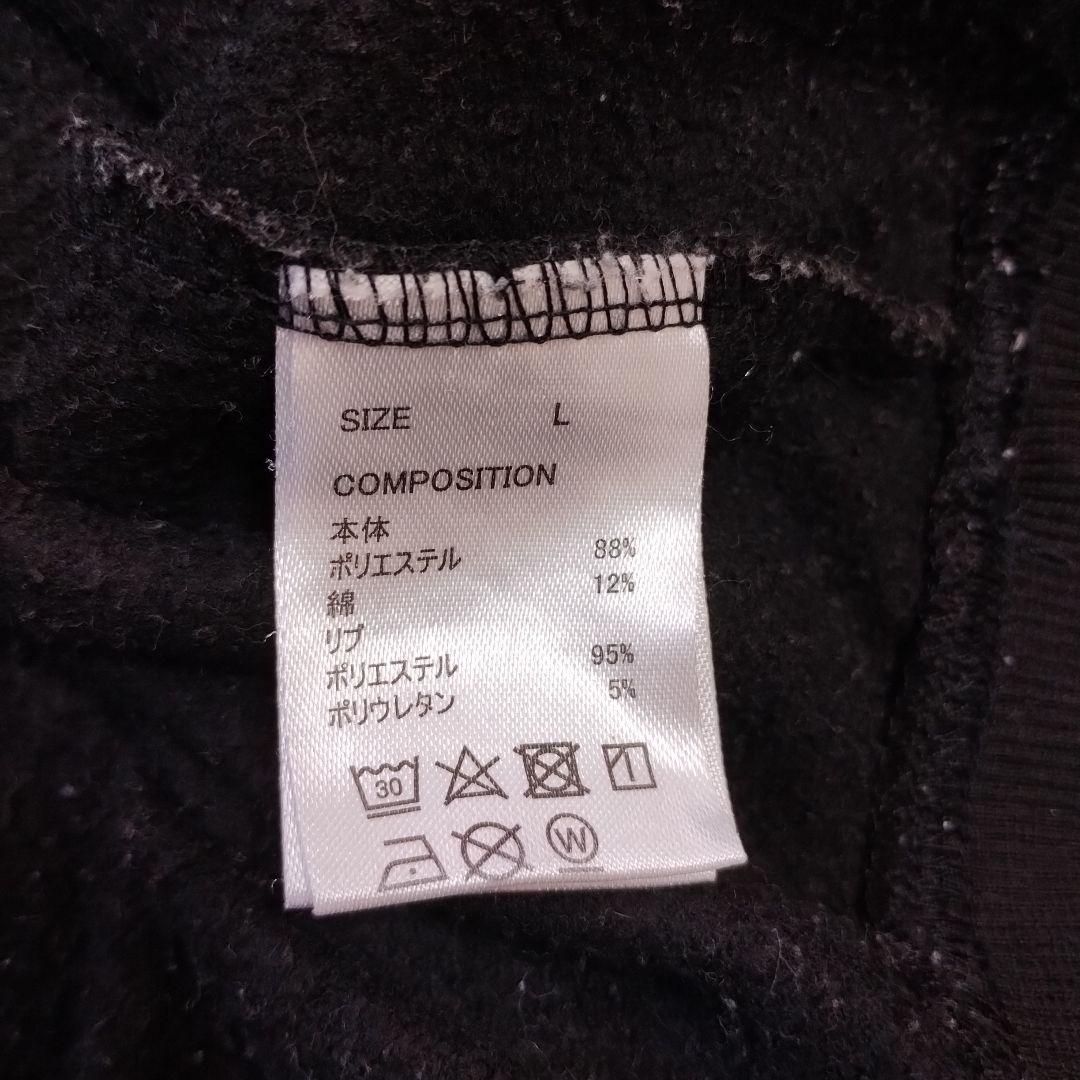 SIZE L
COMPOSITION
本体
ポリエステル 88%
綿 12%
リブ
ポリエステル 95%
ポリウレタン 5%
30
W